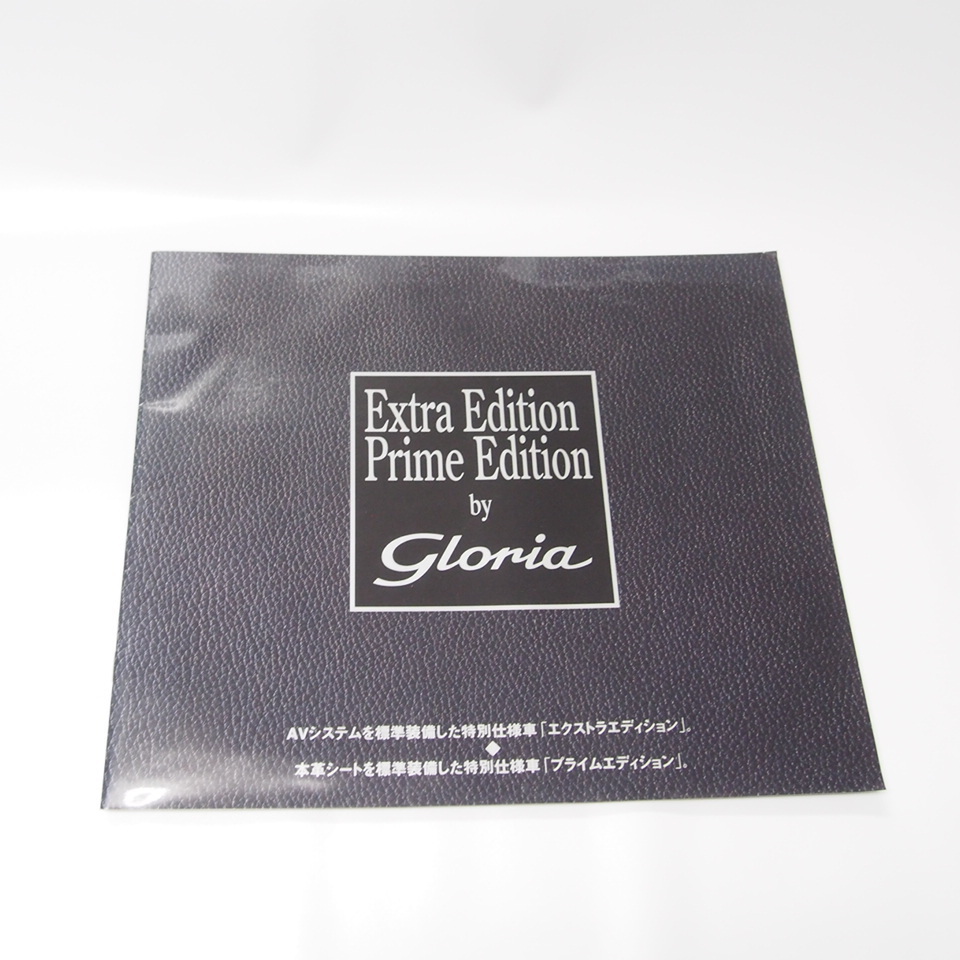 Extra Edition
Prime Edition
by
Gloria
AVシステムを標準装備した特別仕様車「エクストラエディション」。
◆
本革シートを標準装備した特別仕様車「プライムエディション」。